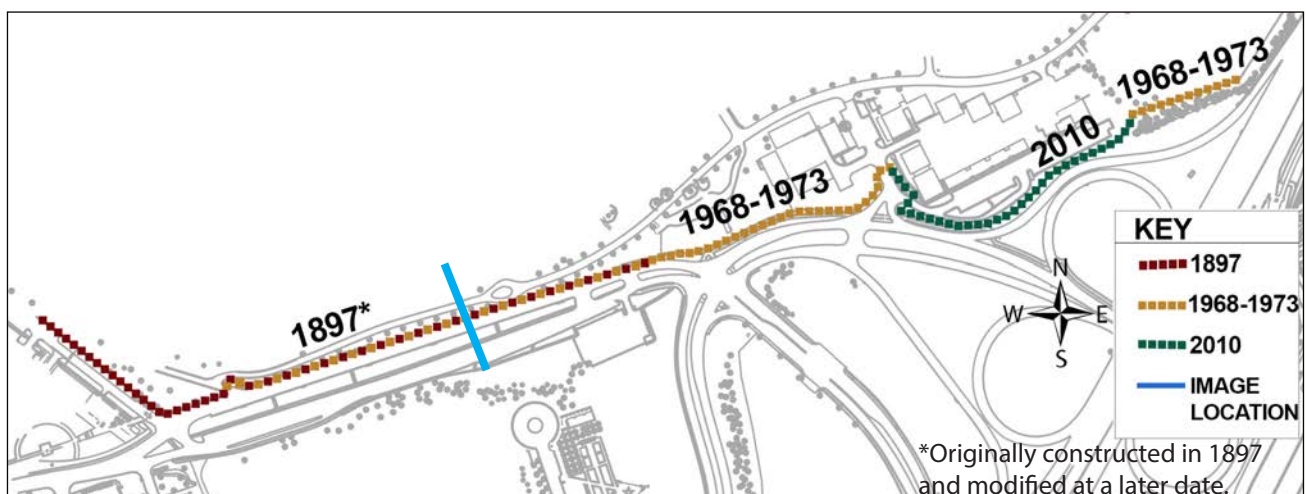 1968-1973
2010
1968-1973
1897*
KEY
1897
1968-1973
2010
IMAGE
LOCATION
N
W E
S
*Originally constructed in 1897
and modified at a later date.